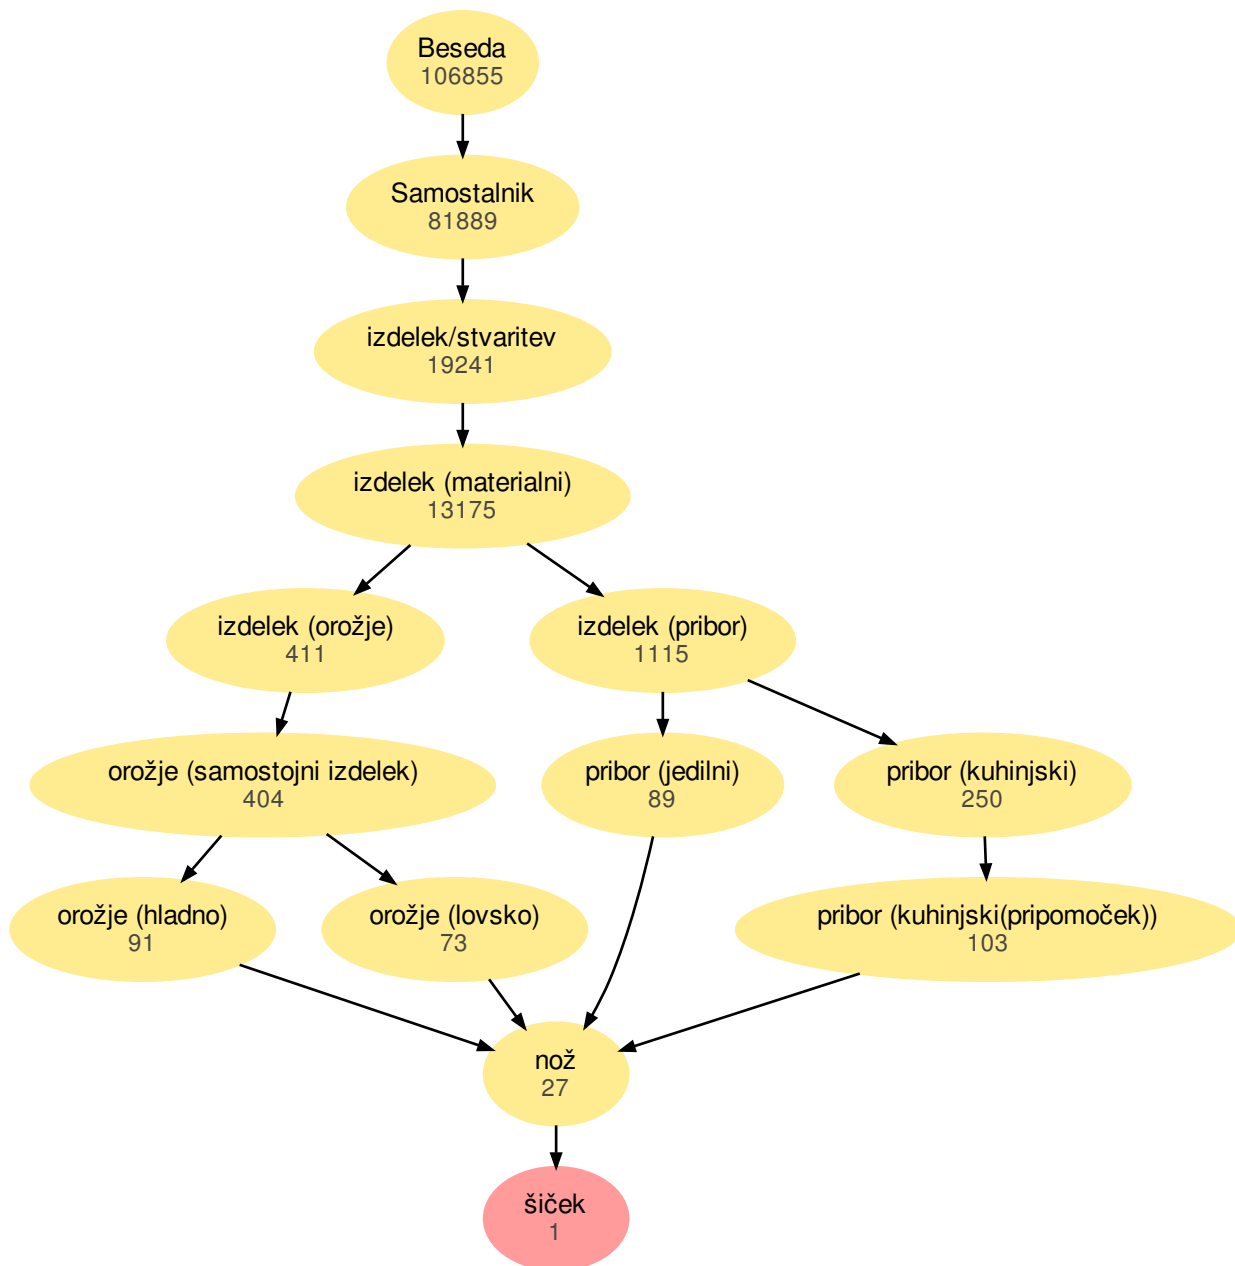 Beseda
106855
Samostalnik
81889
izdelek/stvaritev
19241
izdelek (materialni)
13175
izdelek (orožje)
411
izdelek (pribor)
1115
orožje (samostojni izdelek)
404
pribor (jedilni)
89
pribor (kuhinjski)
250
orožje (hladno)
91
orožje (lovsko)
73
pribor (kuhinjski(pripomoček))
103
nož
27
šiček
1